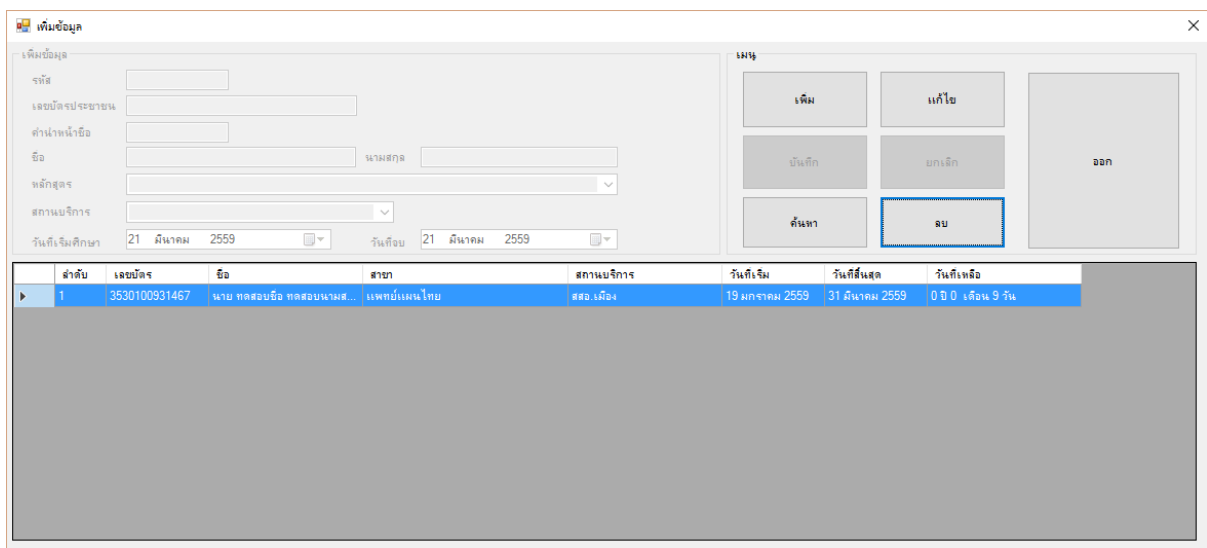 เพิ่มข้อมูล
เพิ่มข้อมูล
รหัส
เลขบัตรประชาชน
คำนำหน้าชื่อ
ชื่อ นามสกุล
หลักสูตร
สถานบริการ
วันที่เริ่มศึกษา 21 มีนาคม 2559 วันที่จบ 21 มีนาคม 2559
เมนู
เพิ่ม แก้ไข
บันทึก ยกเลิก ออก
ค้นหา ลบ
ลำดับ เลขบัตร ชื่อ สาขา สถานบริการ วันที่เริ่ม วันที่สิ้นสุด วันที่เหลือ
1 3530100931467 นาย ทดสอบชื่อ ทดสอบนามส... แพทย์แผนไทย สสอ.เมือง 19 มกราคม 2559 31 มีนาคม 2559 0 ปี 0 เดือน 9 วัน